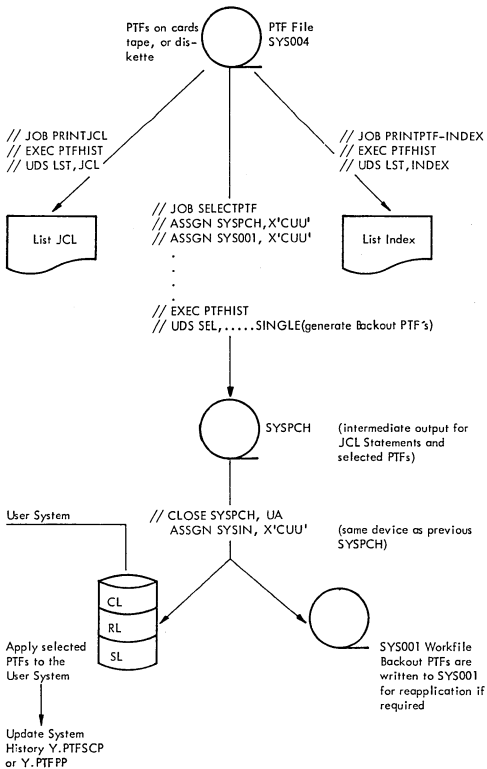 PTFs on cards
tape, or dis-
kette
PTF File
SYS004
// JOB PRINTJCL
// EXEC PTFHIST
// UDS LST, JCL
// JOB PRINTPTF-INDEX
// EXEC PTFHIST
// UDS LST, INDEX
List JCL
// JOB SELECTPTF
// ASSGN SYSPCH, X'CUU'
// ASSGN SYS001, X'CUU'
.
.
.
.
List Index
// EXEC PTFHIST
// UDS SEL,.....SINGLE(generate Backout PTF's)
SYSPCH
(intermediate output for
JCL Statements and
selected PTFs)
User System
// CLOSE SYSPCH, UA
ASSGN SYSIN, X'CUU'
(same device as previous
SYSPCH)
CL
RL
SL
Apply selected
PTFs to the
User System
SYS001 Workfile
Backout PTFs are
written to SYS001
for reapplication if
required
Update System
History Y.PTFSCP
or Y.PTFPP